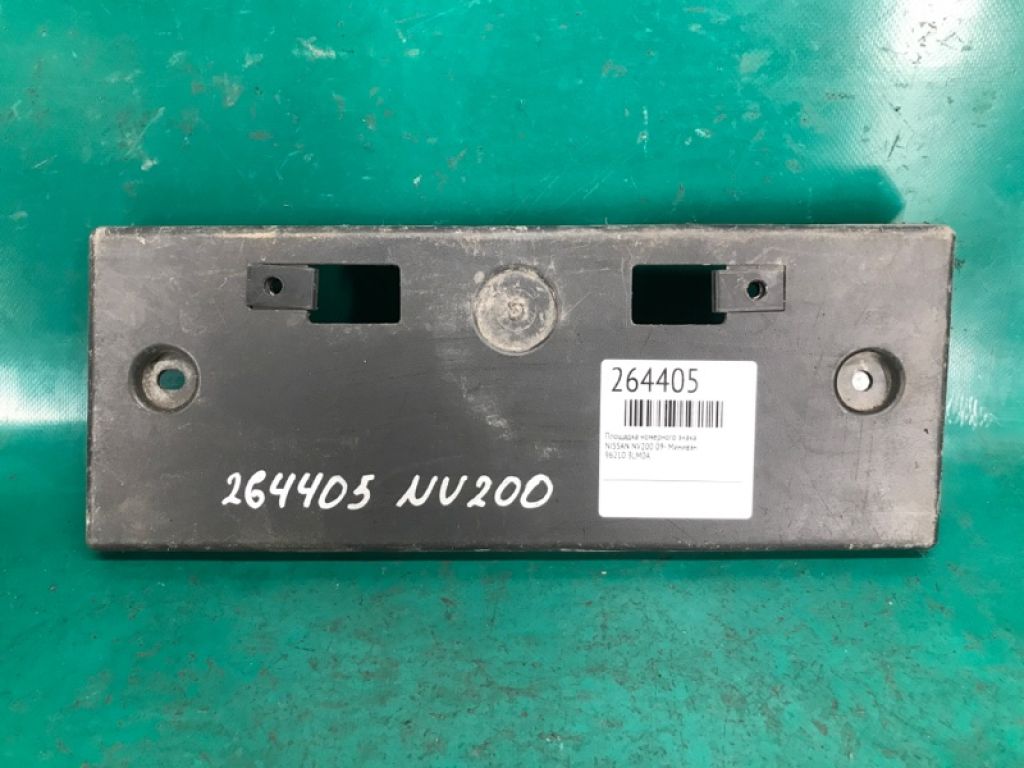 264405
Площадка номерного знака
NISSAN NV200 09- Минивэн
96210 3LM0A
264405 NV200